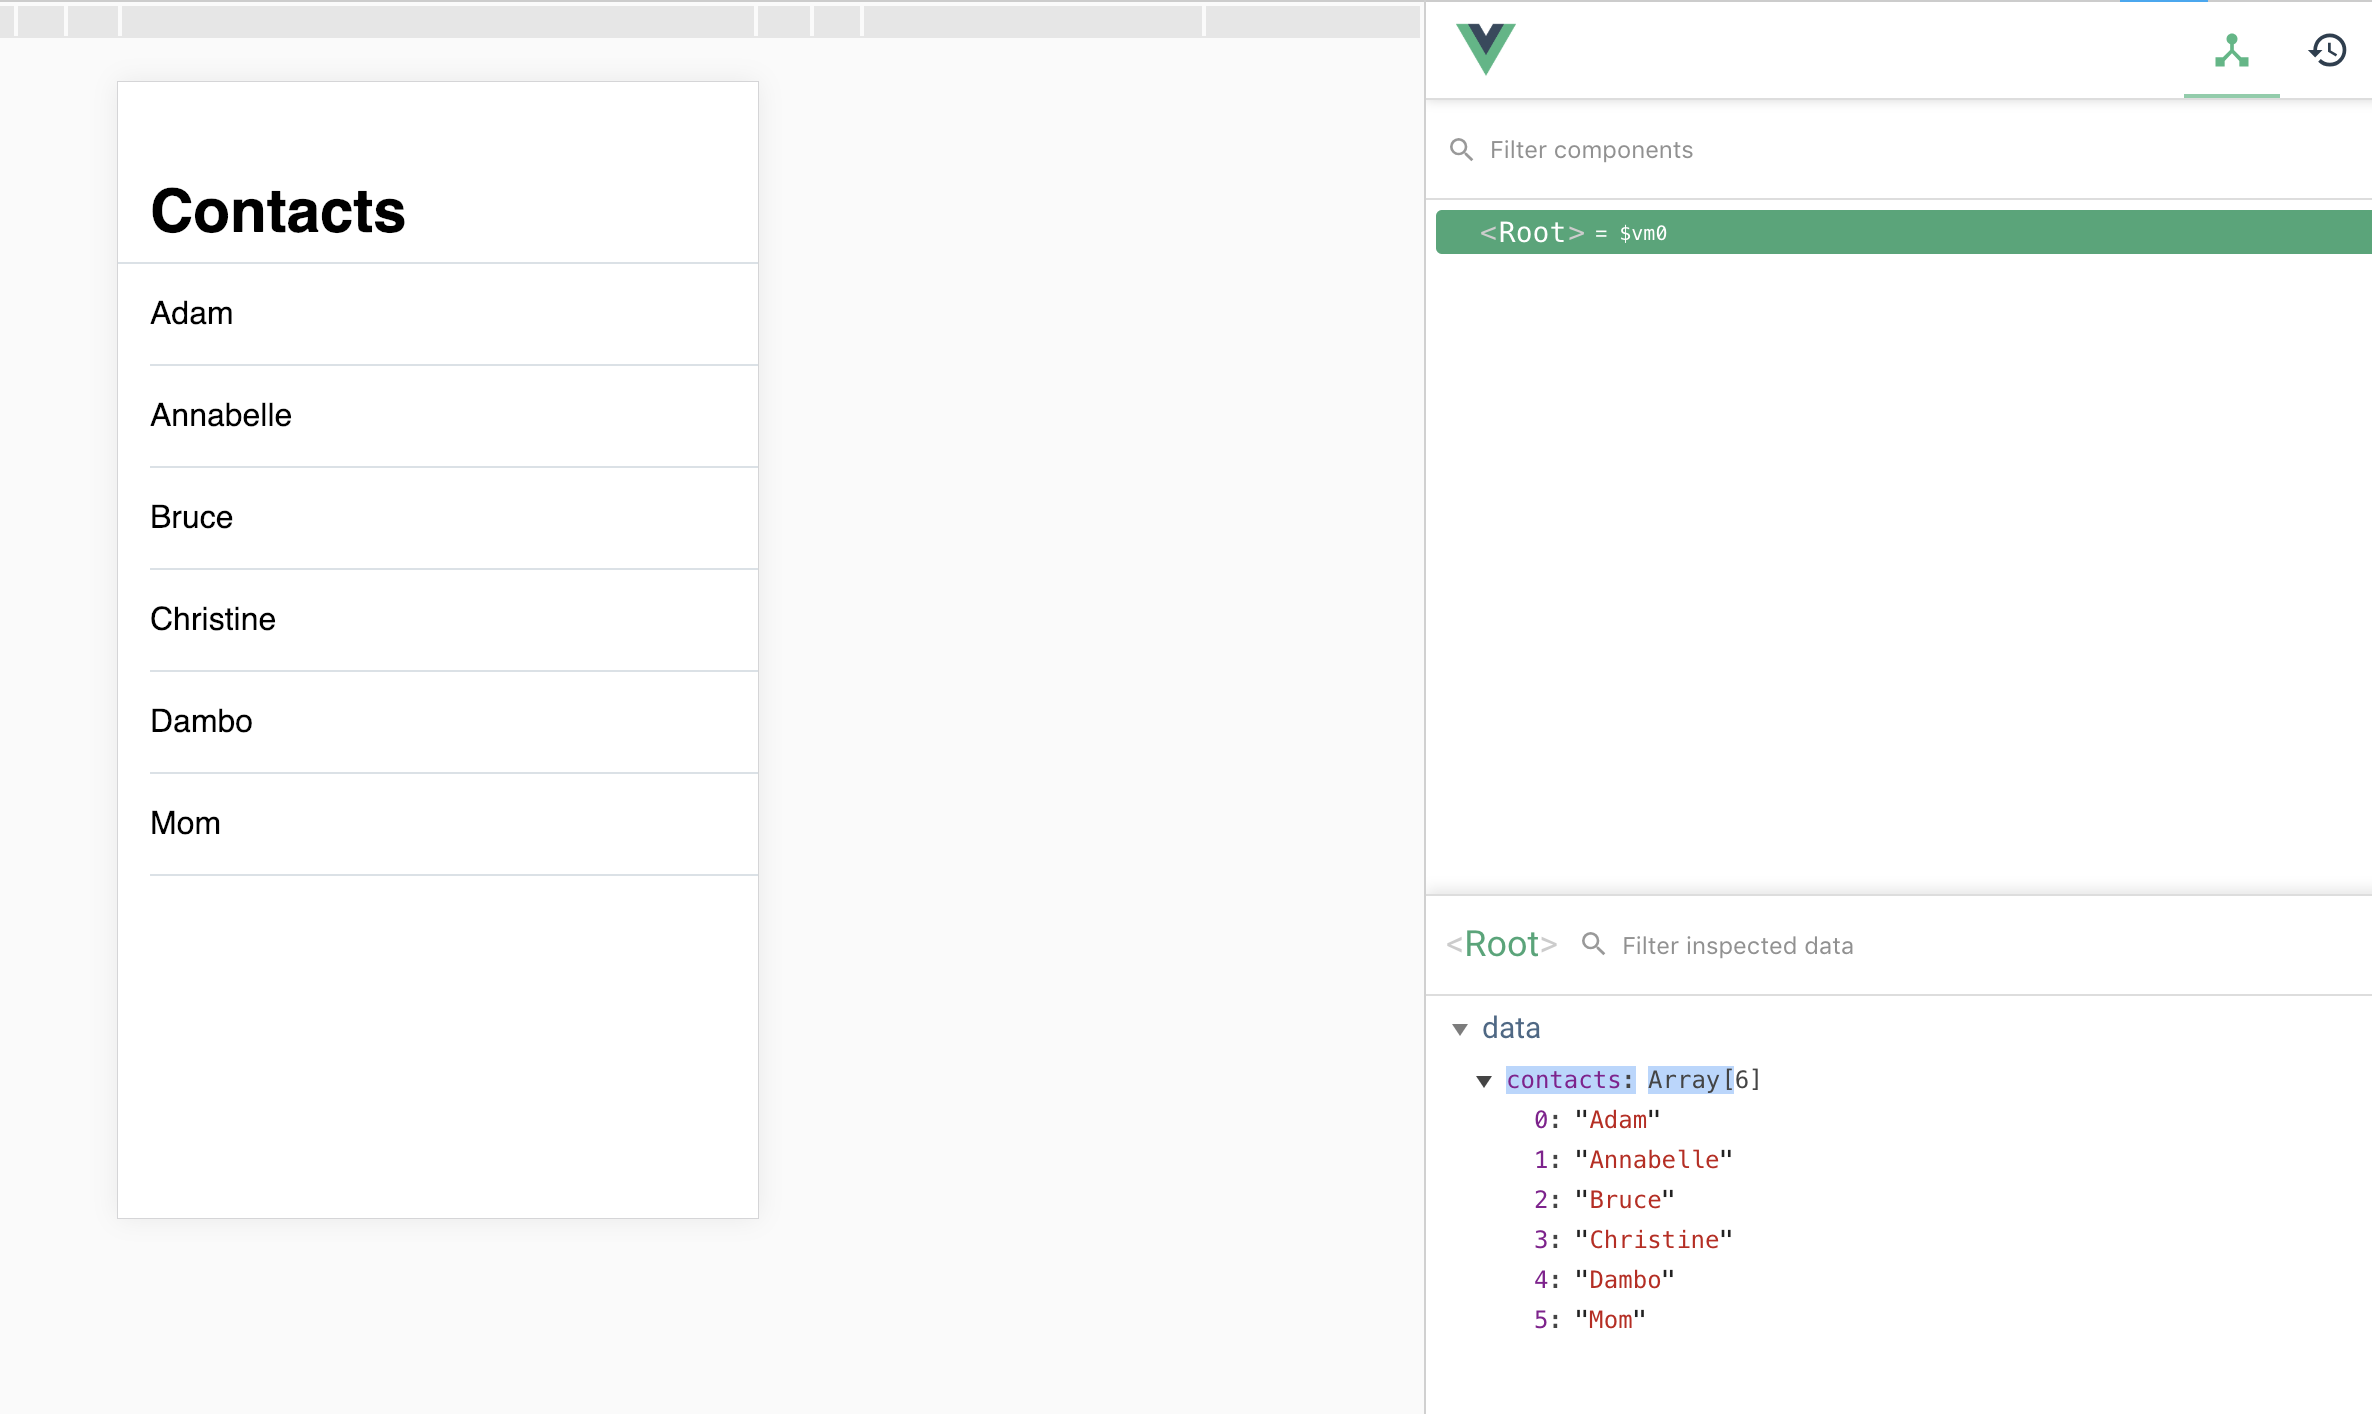 Contacts
Adam
Annabelle
Bruce
Christine
Dambo
Mom
Filter components
<Root> = $vm0
<Root> Filter inspected data
data
contacts: Array[6]
0: "Adam"
1: "Annabelle"
2: "Bruce"
3: "Christine"
4: "Dambo"
5: "Mom"